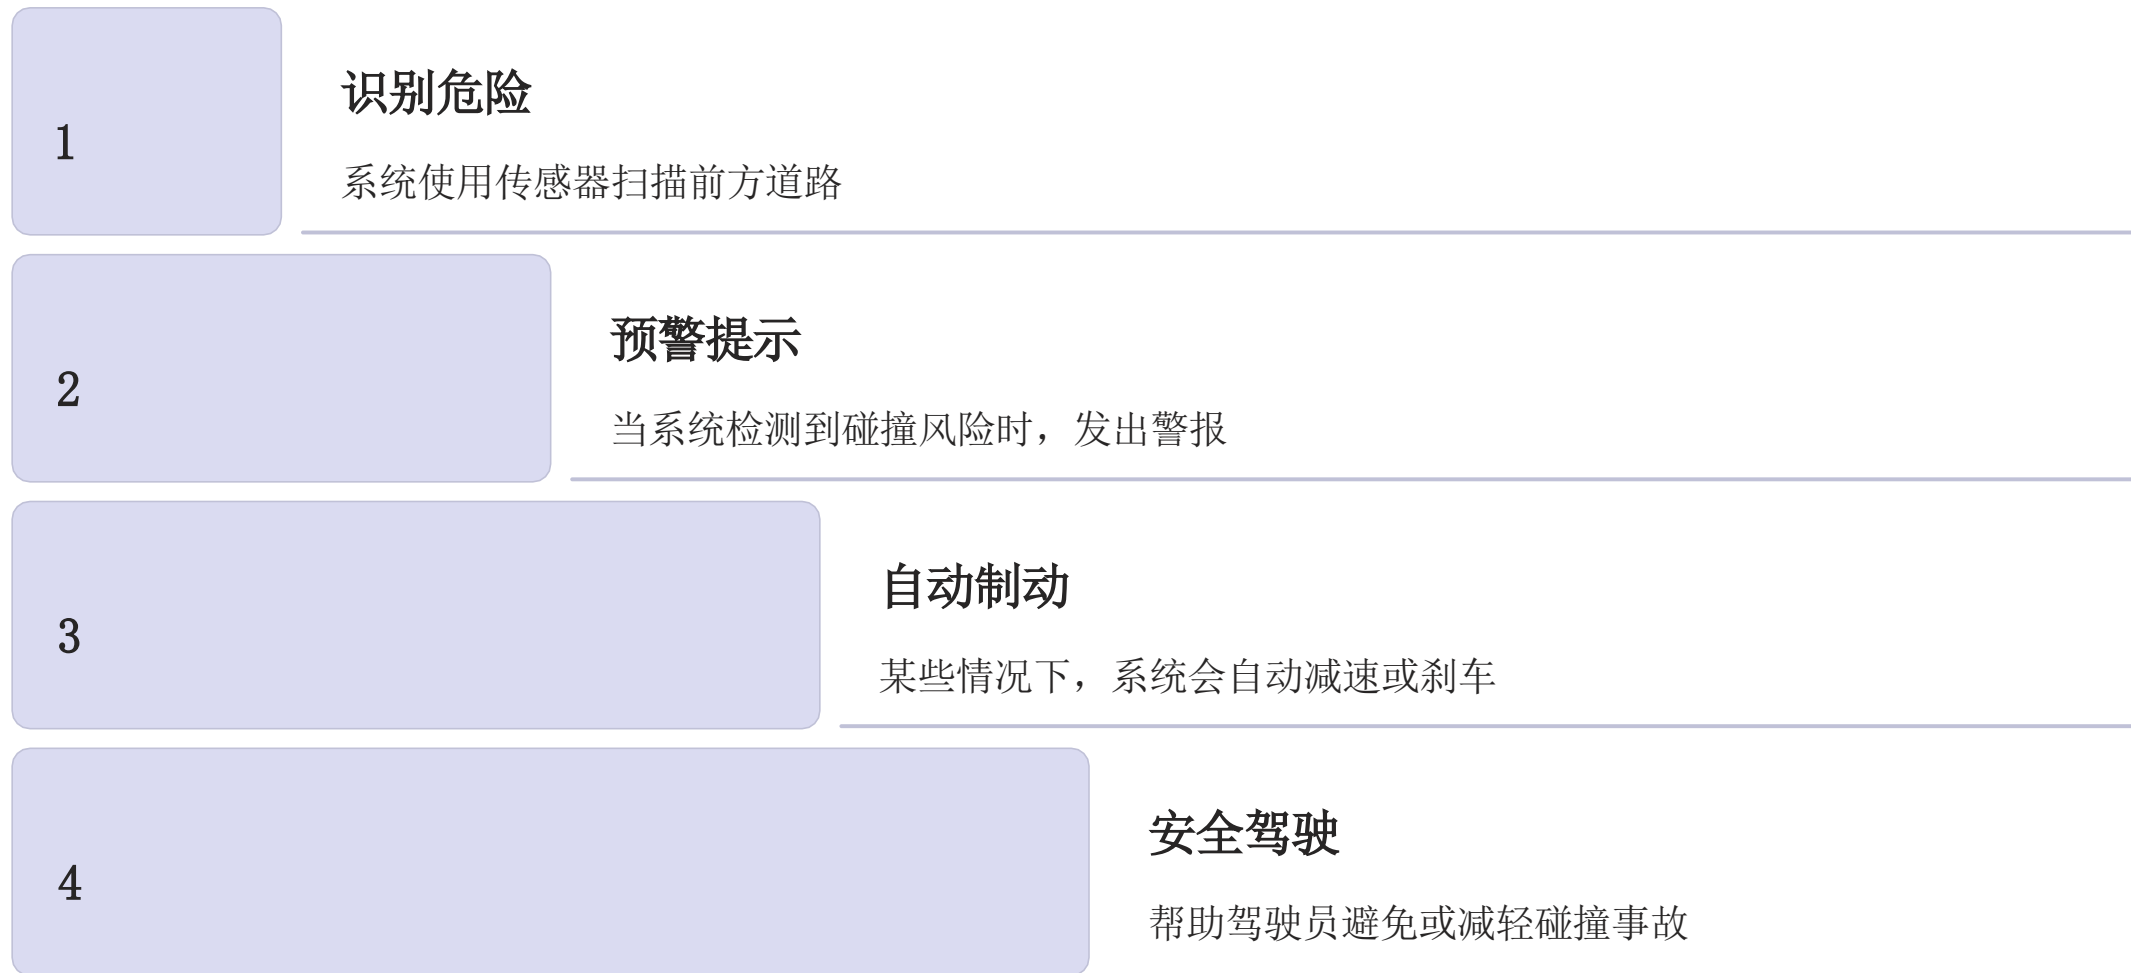 1
识别危险
系统使用传感器扫描前方道路
2
预警提示
当系统检测到碰撞风险时，发出警报
3
自动制动
某些情况下，系统会自动减速或刹车
4
安全驾驶
帮助驾驶员避免或减轻碰撞事故